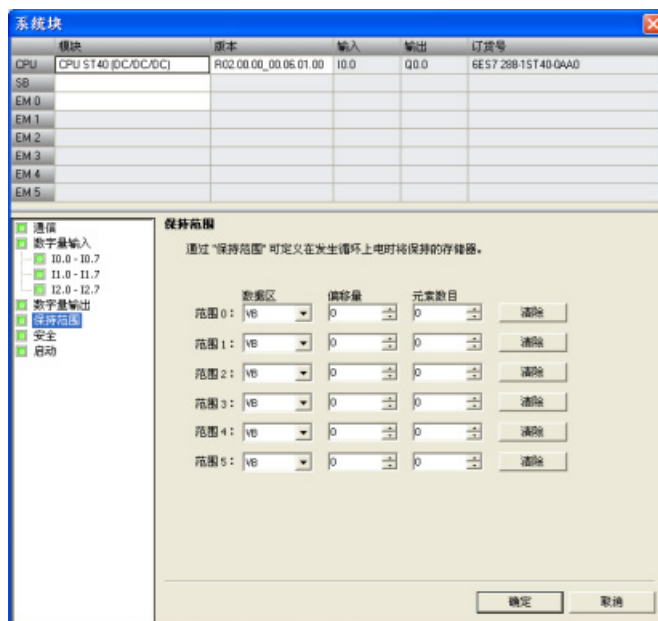 系统块
模块 版本 输入 输出 订货号
CPU CPU ST40 (DC/DC/DC) R02.00.00_00.06.01.00 I0.0 Q0.0 6ES7 288-1ST40-0AA0
SB
EM 0
EM 1
EM 2
EM 3
EM 4
EM 5
通信
数字量输入
I0.0 - I0.7
I1.0 - I1.7
I2.0 - I2.7
数字量输出
保持范围
安全
启动
保持范围
通过 "保持范围" 可定义在发生循环上电时将保持的存储器。
数据区 偏移量 元素数目
范围 0: VB 0 0 清除
范围 1: VB 0 0 清除
范围 2: VB 0 0 清除
范围 3: VB 0 0 清除
范围 4: VB 0 0 清除
范围 5: VB 0 0 清除
确定 取消